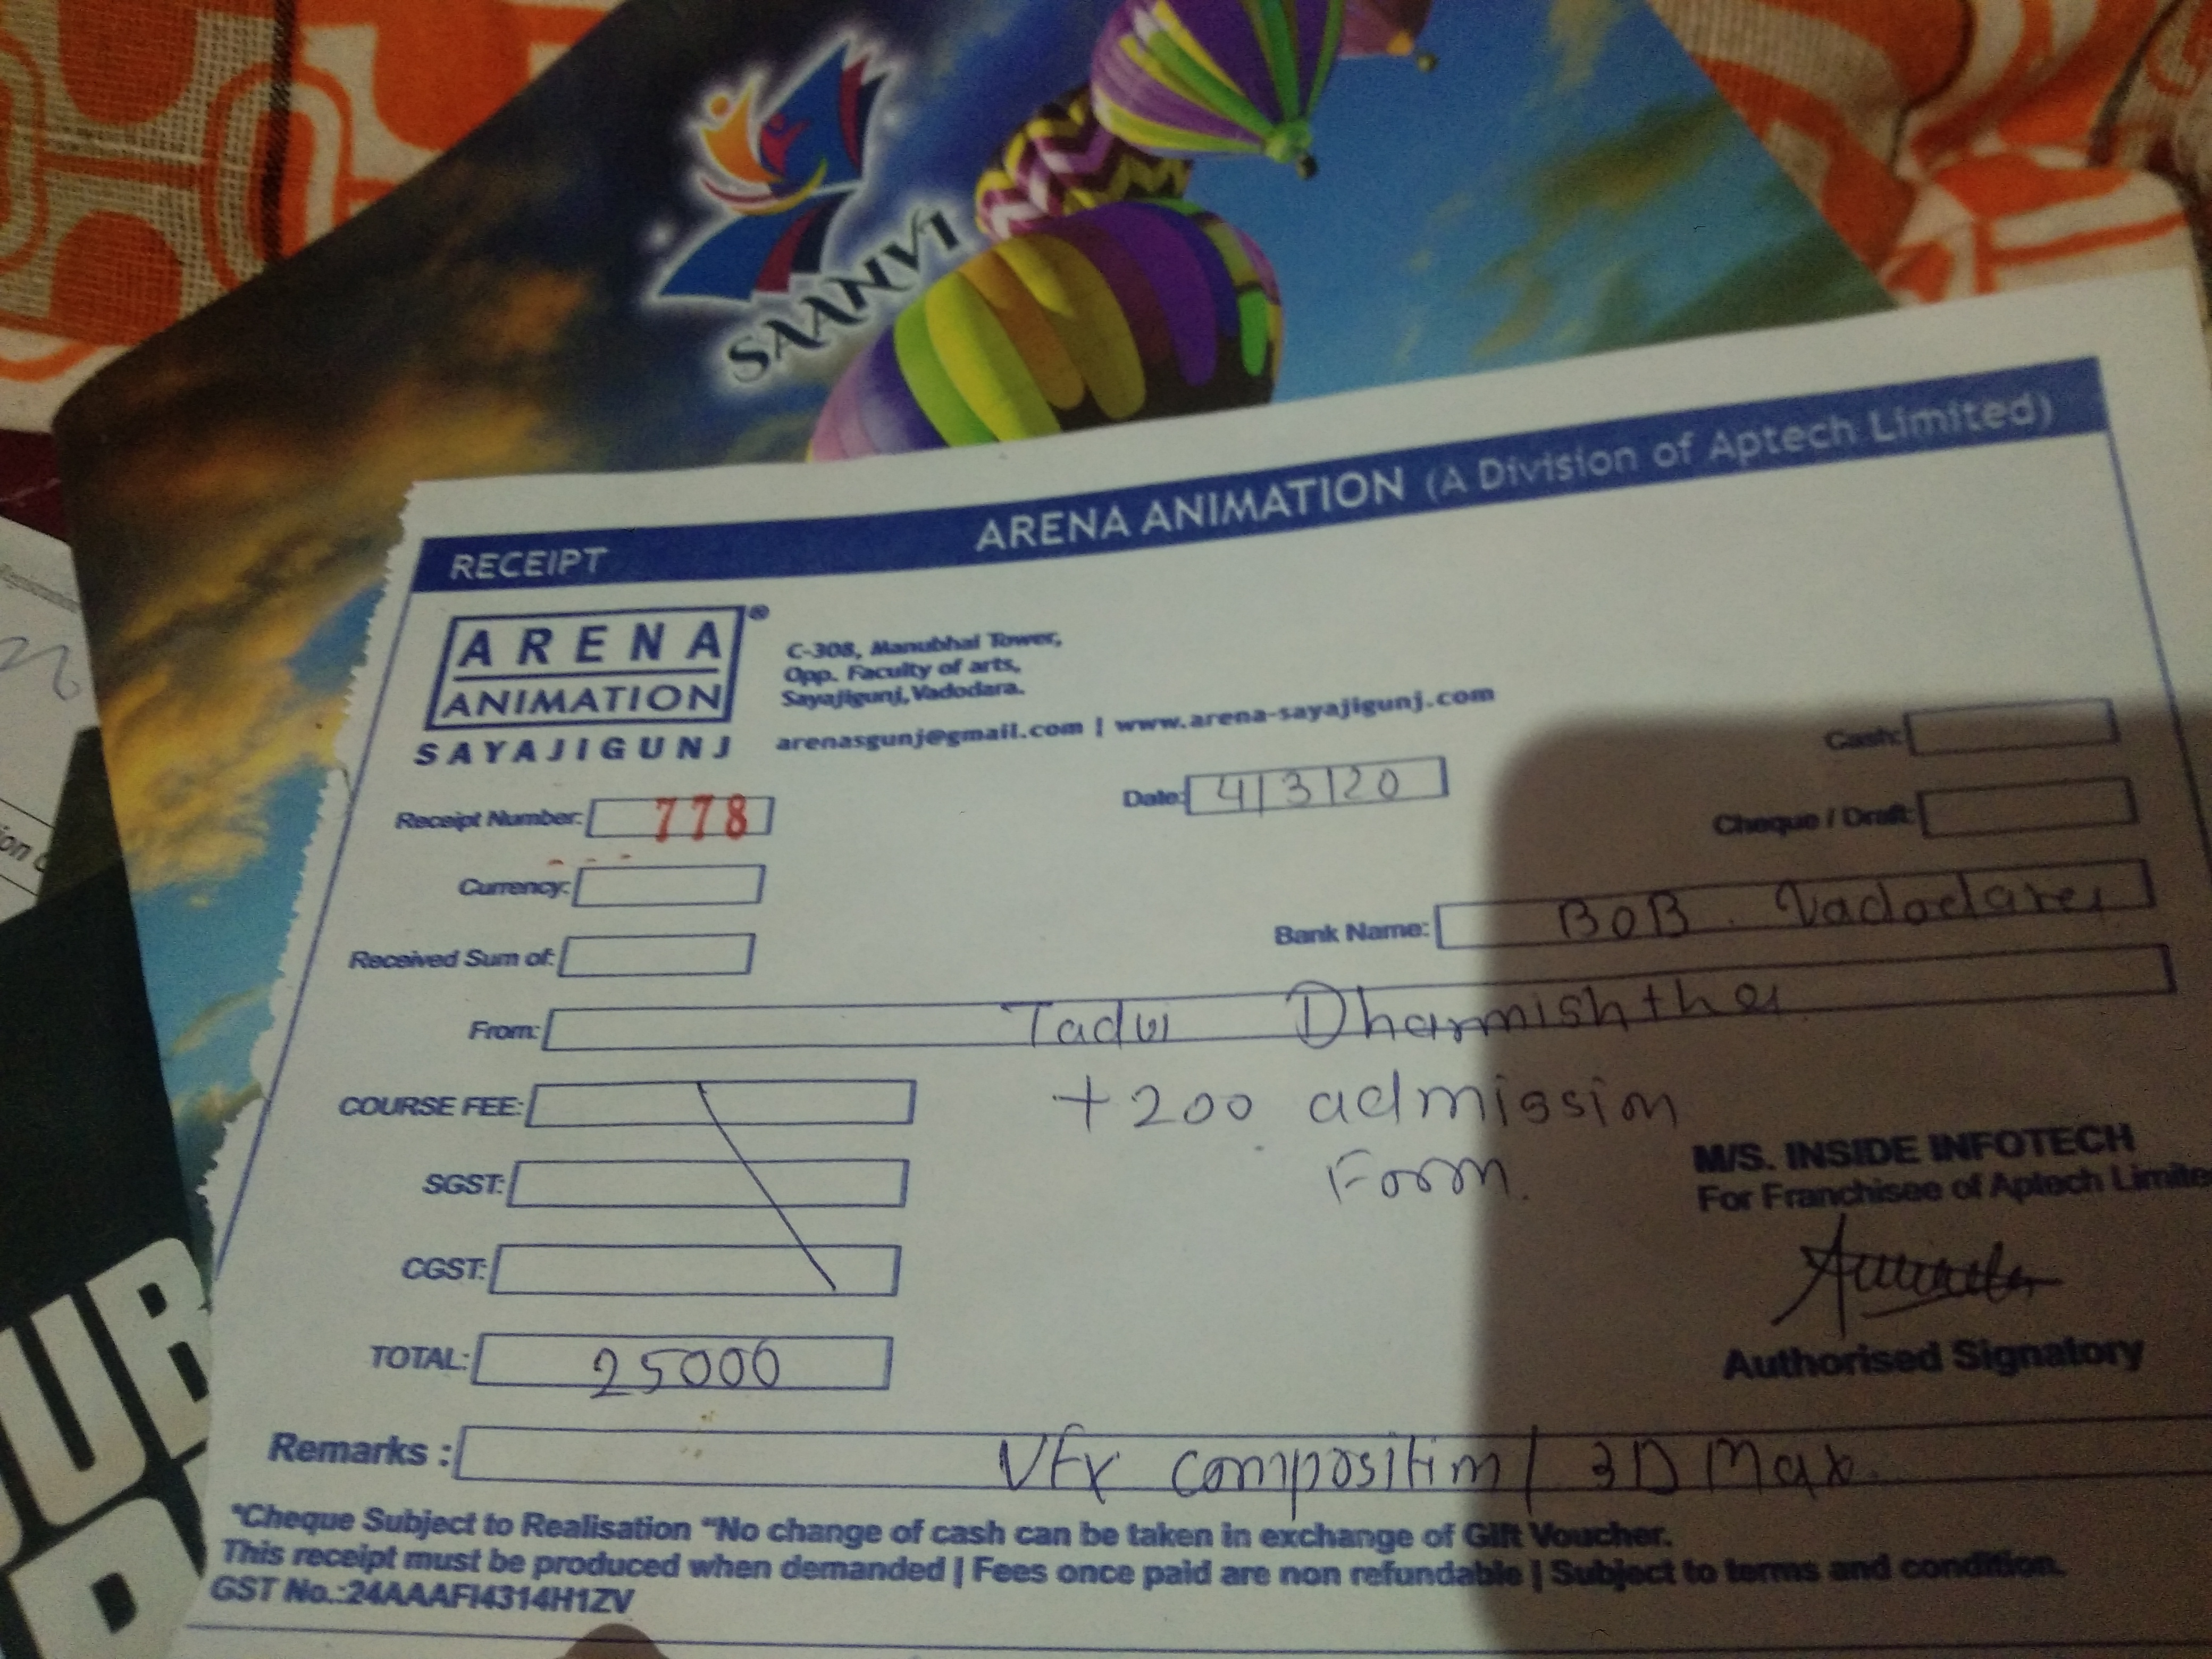 SAANVI
RECEIPT
ARENA ANIMATION (A Division of Aptech Limited)
ARENA ®
ANIMATION
SAYAJIGUNJ
C-308, Manubhai Tower,
Opp. Faculty of arts,
Sayajigunj, Vadodara.
arenasgunj@gmail.com | www.arena-sayajigunj.com
Cash:
Receipt Number: 778
Date: 4/3/20
Cheque / Draft:
Currency:
Bank Name: BOB. Vadodara
Received Sum of:
From: Tadvi Dharmishtha
COURSE FEE:
+200 admission
Form.
SGST:
CGST:
M/S. INSIDE INFOTECH
For Franchisee of Aptech Limite
Authorised Signatory
TOTAL: 25000
Remarks : VFx compositim / 3D Max.
*Cheque Subject to Realisation "No change of cash can be taken in exchange of Gift Voucher.
This receipt must be produced when demanded | Fees once paid are non refundable | Subject to terms and condition.
GST No.:24AAAFI4314H1ZV